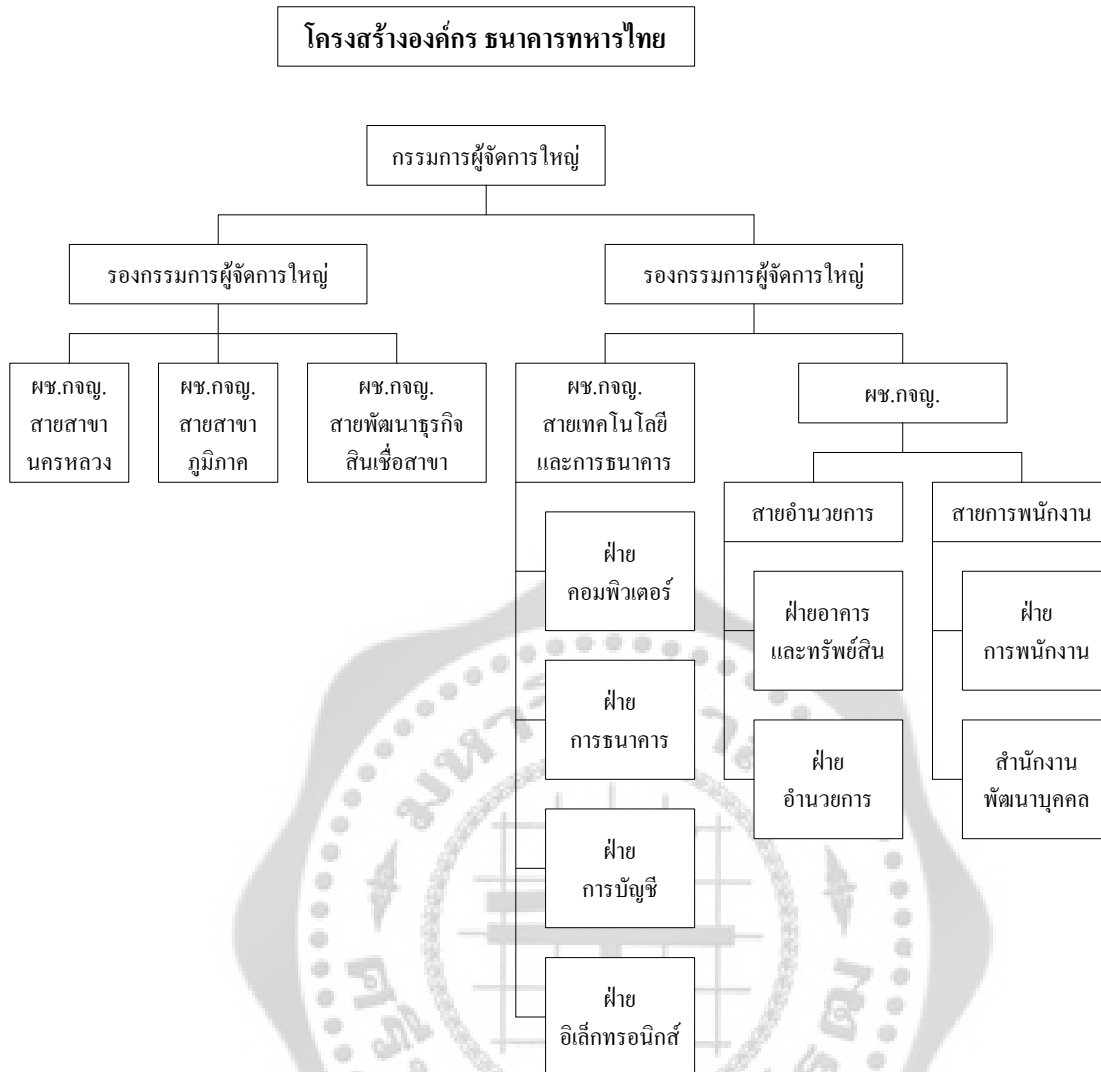 โครงสร้างองค์กร ธนาคารทหารไทย
กรรมการผู้จัดการใหญ่
รองกรรมการผู้จัดการใหญ่
รองกรรมการผู้จัดการใหญ่
ผช.กจญ.
สายสาขา
นครหลวง
ผช.กจญ.
สายสาขา
ภูมิภาค
ผช.กจญ.
สายพัฒนาธุรกิจ
สินเชื่อสาขา
ผช.กจญ.
สายเทคโนโลยี
และการธนาคาร
ผช.กจญ.
สายอำนวยการ
สายการพนักงาน
ฝ่าย
คอมพิวเตอร์
ฝ่าย
การธนาคาร
ฝ่าย
การบัญชี
ฝ่าย
อิเล็กทรอนิกส์
ฝ่ายอาคาร
และทรัพย์สิน
ฝ่าย
อำนวยการ
ฝ่าย
การพนักงาน
สำนักงาน
พัฒนาบุคคล